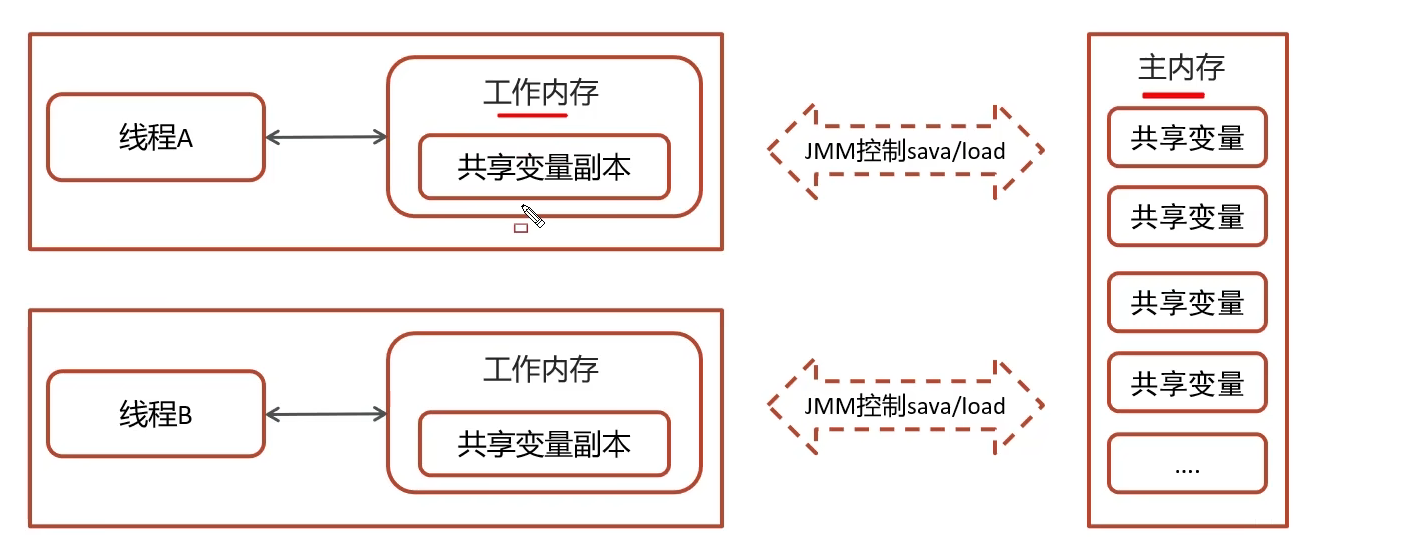 线程A
工作内存
共享变量副本
JMM控制sava/load
线程B
工作内存
共享变量副本
JMM控制sava/load
主内存
共享变量
共享变量
共享变量
共享变量
....